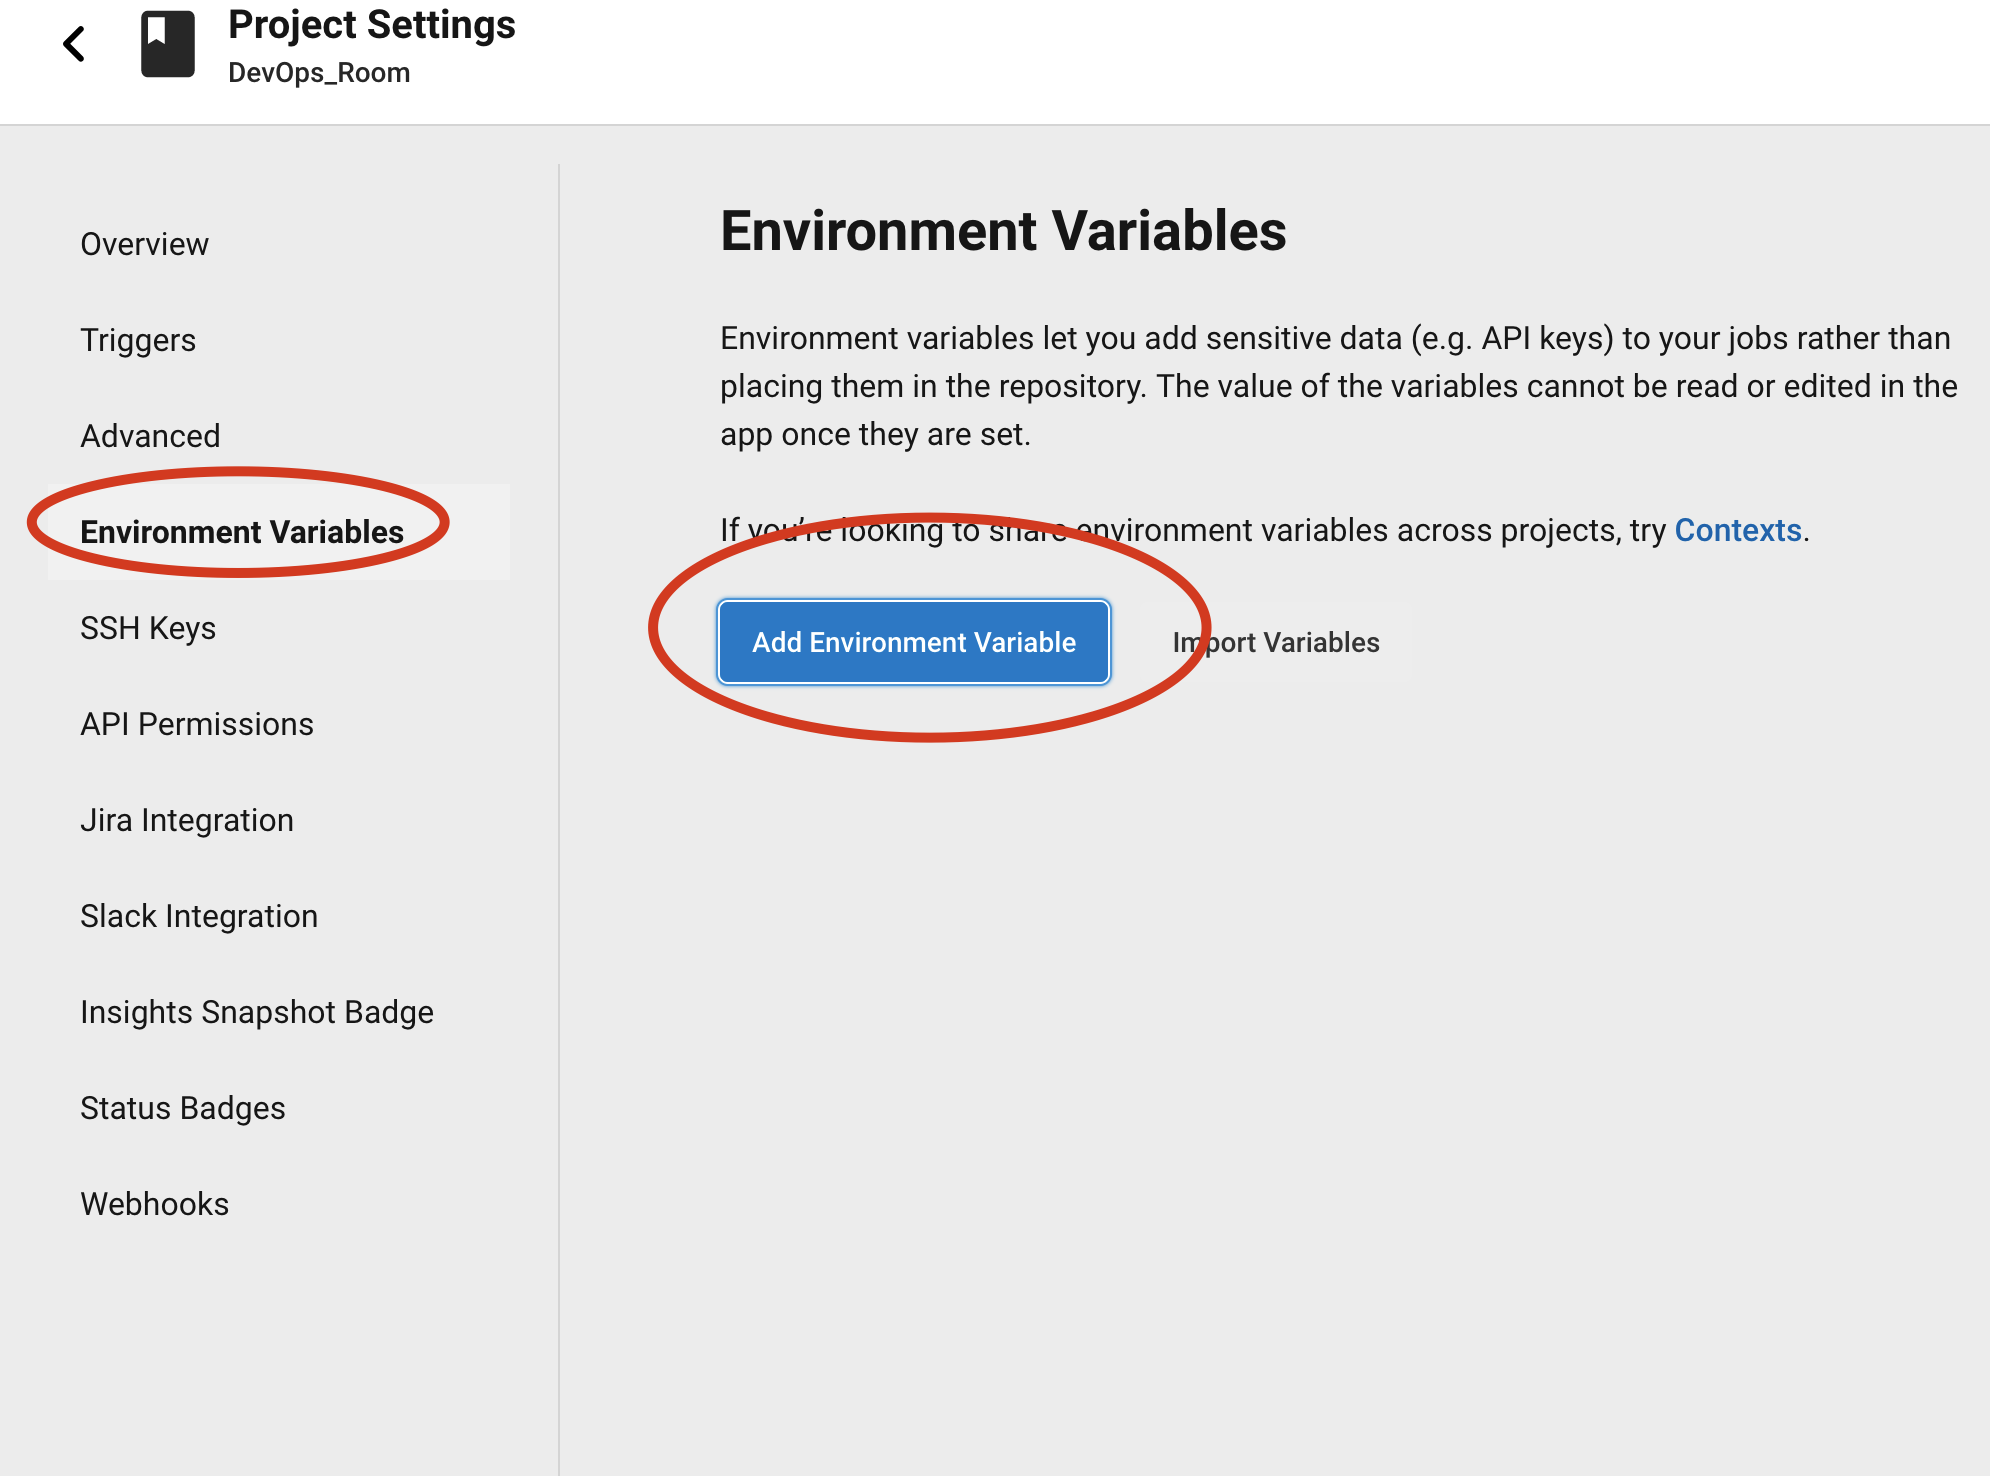 Project Settings
DevOps_Room
Overview
Triggers
Advanced
Environment Variables
SSH Keys
API Permissions
Jira Integration
Slack Integration
Insights Snapshot Badge
Status Badges
Webhooks
Environment Variables
Environment variables let you add sensitive data (e.g. API keys) to your jobs rather than
placing them in the repository. The value of the variables cannot be read or edited in the
app once they are set.
If you’re looking to share environment variables across projects, try Contexts.
Add Environment Variable
Import Variables